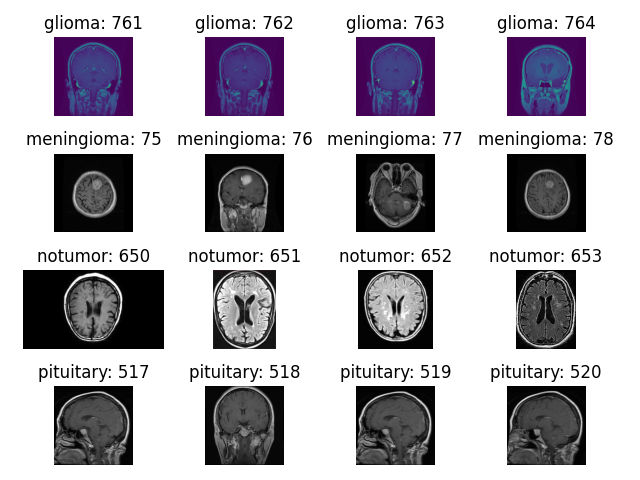 glioma: 761 glioma: 762 glioma: 763 glioma: 764
meningioma: 75 meningioma: 76 meningioma: 77 meningioma: 78
notumor: 650 notumor: 651 notumor: 652 notumor: 653
pituitary: 517 pituitary: 518 pituitary: 519 pituitary: 520